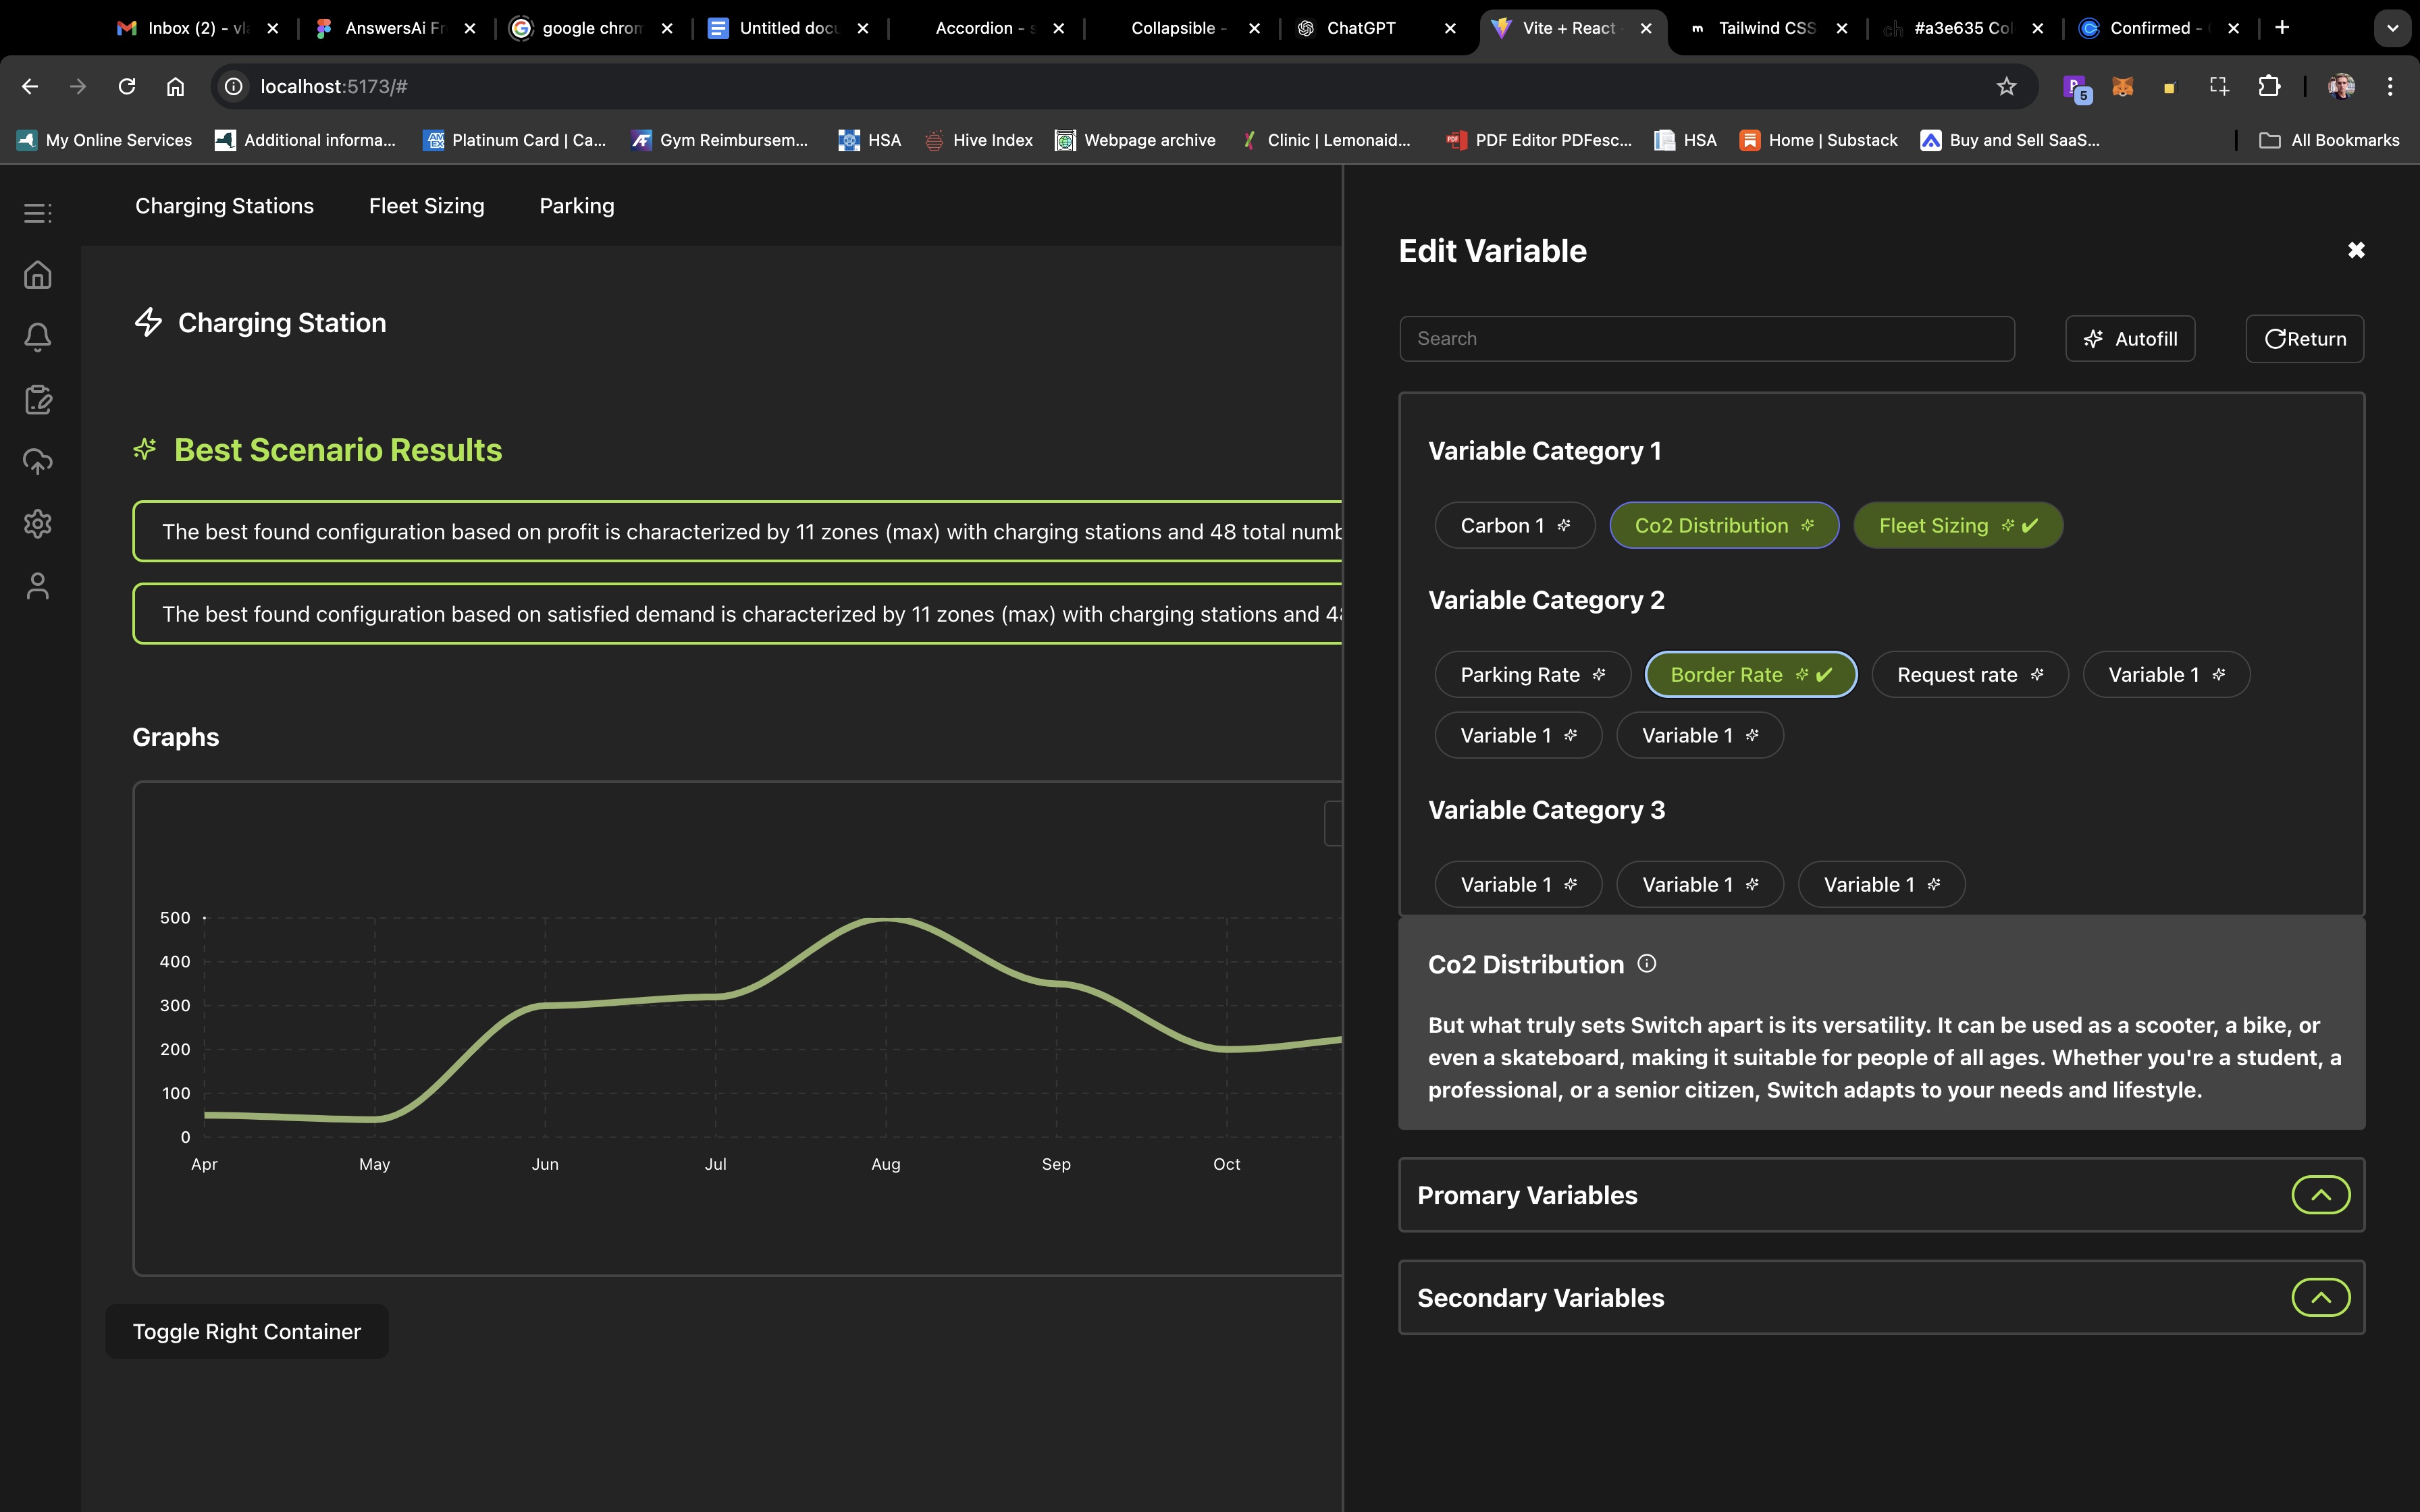 Inbox (2) - vl
AnswersAi Fr
google chrom
Untitled docu
Accordion - s
Collapsible -
ChatGPT
Vite + React
Tailwind CSS
#a3e635 Col
Confirmed -
localhost:5173/#
5
My Online Services
Additional informa...
Platinum Card | Ca...
Gym Reimbursem...
HSA
Hive Index
Webpage archive
Clinic | Lemonaid...
PDF Editor PDFesc...
HSA
Home | Substack
Buy and Sell SaaS...
All Bookmarks
Charging Stations
Fleet Sizing
Parking
Charging Station
Best Scenario Results
The best found configuration based on profit is characterized by 11 zones (max) with charging stations and 48 total numb
The best found configuration based on satisfied demand is characterized by 11 zones (max) with charging stations and 48
Graphs
500
400
300
200
100
0
Apr
May
Jun
Jul
Aug
Sep
Oct
Toggle Right Container
Edit Variable
Search
Autofill
Return
Variable Category 1
Carbon 1
Co2 Distribution
Fleet Sizing
Variable Category 2
Parking Rate
Border Rate
Request rate
Variable 1
Variable 1
Variable 1
Variable Category 3
Variable 1
Variable 1
Variable 1
Co2 Distribution
But what truly sets Switch apart is its versatility. It can be used as a scooter, a bike, or
even a skateboard, making it suitable for people of all ages. Whether you're a student, a
professional, or a senior citizen, Switch adapts to your needs and lifestyle.
Promary Variables
Secondary Variables